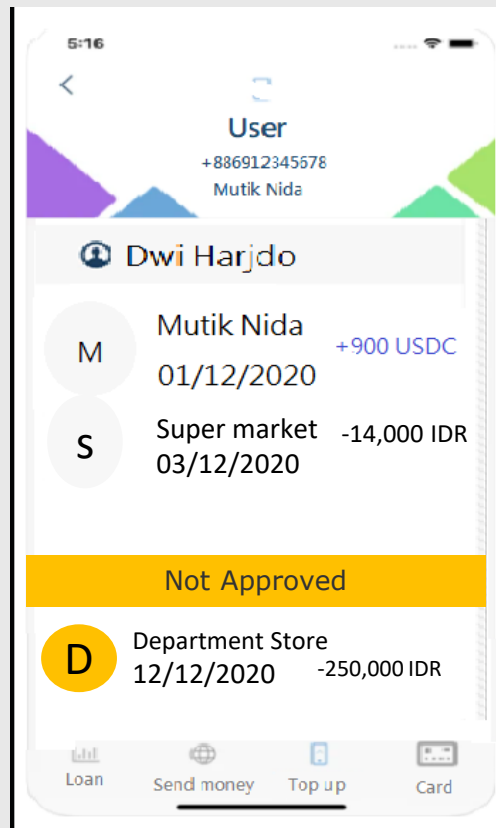 5:16
User
+886912345678
Mutik Nida
Dwi Harjdo
M
Mutik Nida
+900 USDC
01/12/2020
S
Super market
-14,000 IDR
03/12/2020
Not Approved
D
Department Store
12/12/2020
-250,000 IDR
Loan
Send money
Top up
Card